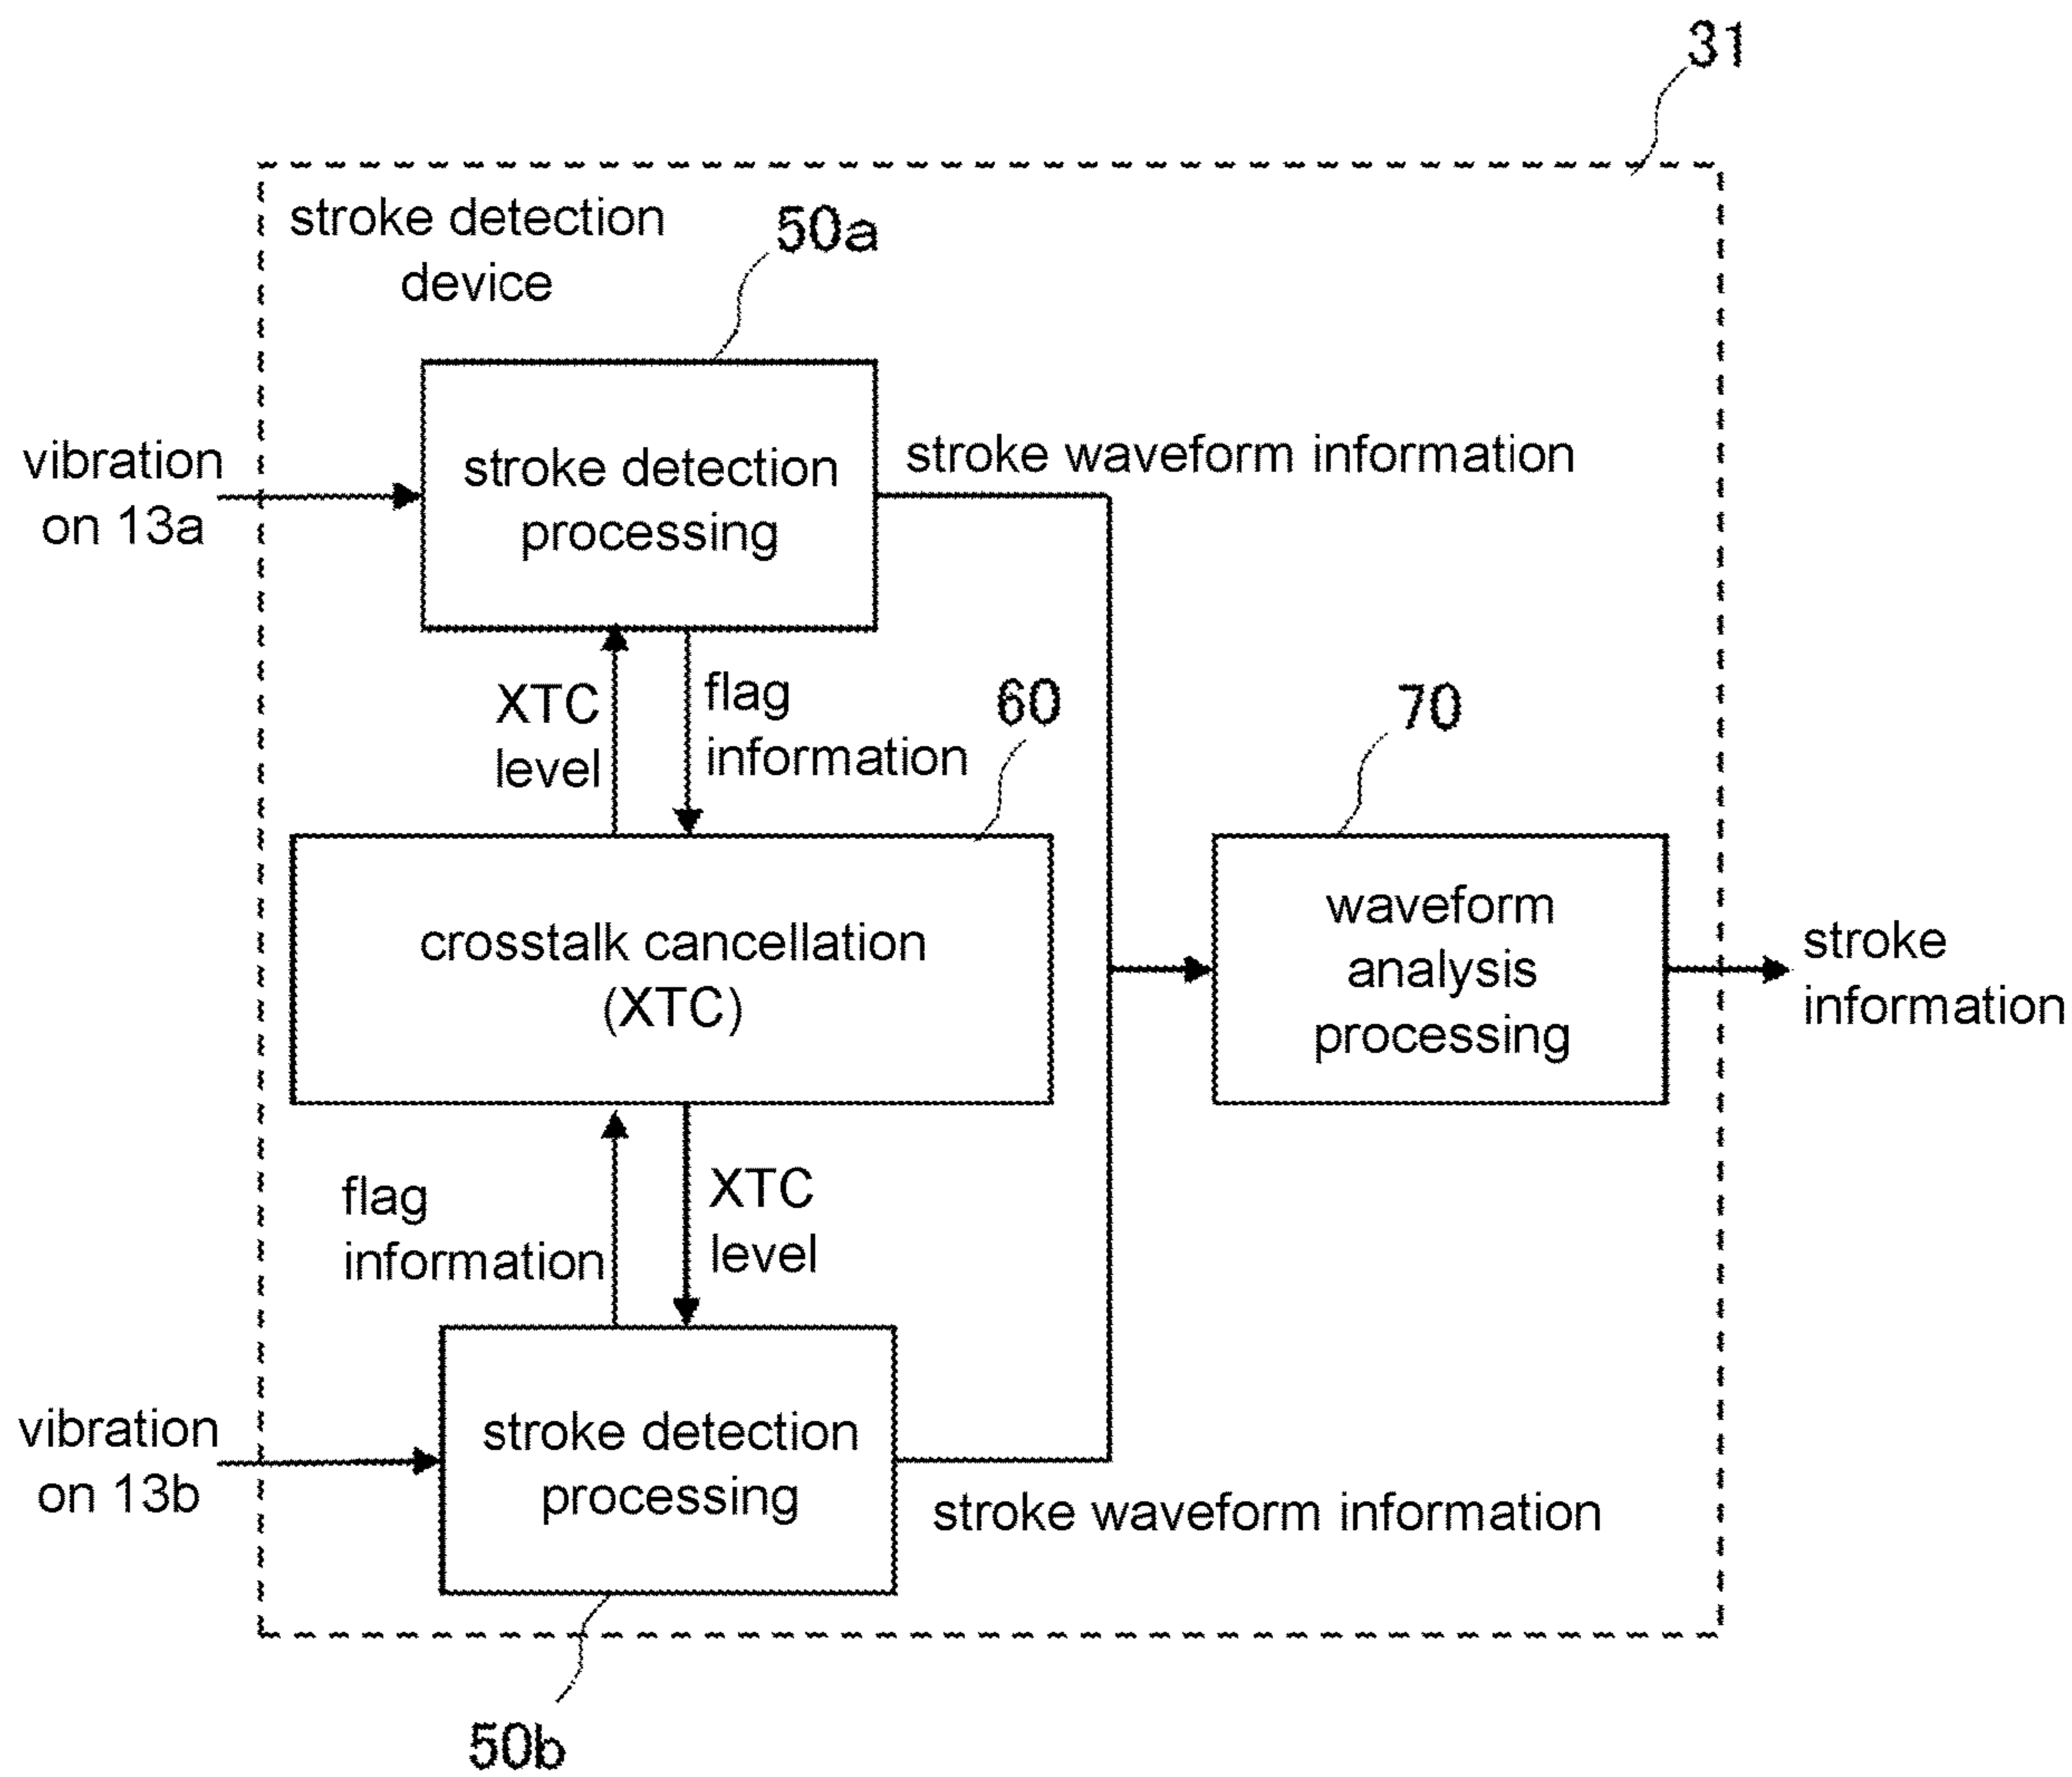 31
stroke detection
device
50a
vibration
on 13a
stroke detection
processing
stroke waveform information
XTC
level
flag
information
60
70
crosstalk cancellation
(XTC)
waveform
analysis
processing
stroke
information
flag
information
XTC
level
vibration
on 13b
stroke detection
processing
stroke waveform information
50b